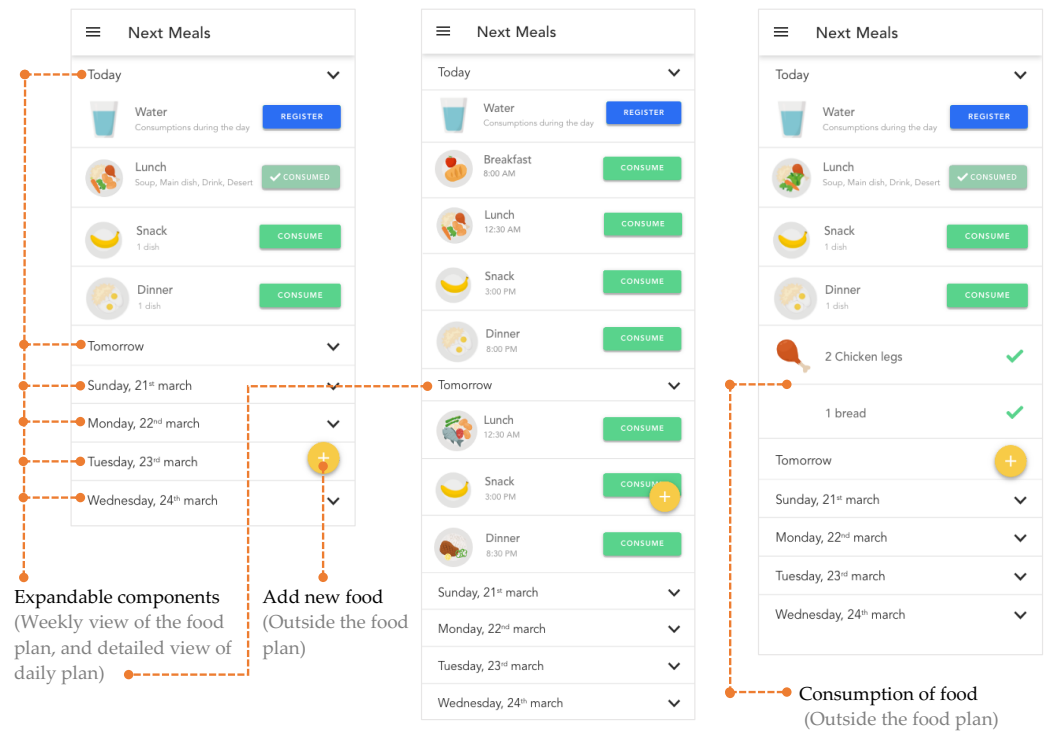 Next Meals
Today
Water
Consumptions during the day
REGISTER
Lunch
Soup, Main dish, Drink, Desert
CONSUMED
Snack
1 dish
CONSUME
Dinner
1 dish
CONSUME
Tomorrow
Sunday, 21st march
Monday, 22nd march
Tuesday, 23rd march
+
Wednesday, 24th march
Expandable components
(Weekly view of the food
plan, and detailed view of
daily plan)
Add new food
(Outside the food
plan)
Next Meals
Today
Water
Consumptions during the day
REGISTER
Breakfast
8:00 AM
CONSUME
Lunch
12:30 AM
CONSUME
Snack
3:00 PM
CONSUME
Dinner
8:00 PM
CONSUME
Tomorrow
Lunch
12:30 AM
CONSUME
Snack
3:00 PM
CONSUM
+
Dinner
8:30 PM
CONSUME
Sunday, 21st march
Monday, 22nd march
Tuesday, 23rd march
Wednesday, 24th march
Next Meals
Today
Water
Consumptions during the day
REGISTER
Lunch
Soup, Main dish, Drink, Desert
CONSUMED
Snack
1 dish
CONSUME
Dinner
1 dish
CONSUME
2 Chicken legs
1 bread
Tomorrow
+
Sunday, 21st march
Monday, 22nd march
Tuesday, 23rd march
Wednesday, 24th march
Consumption of food
(Outside the food plan)